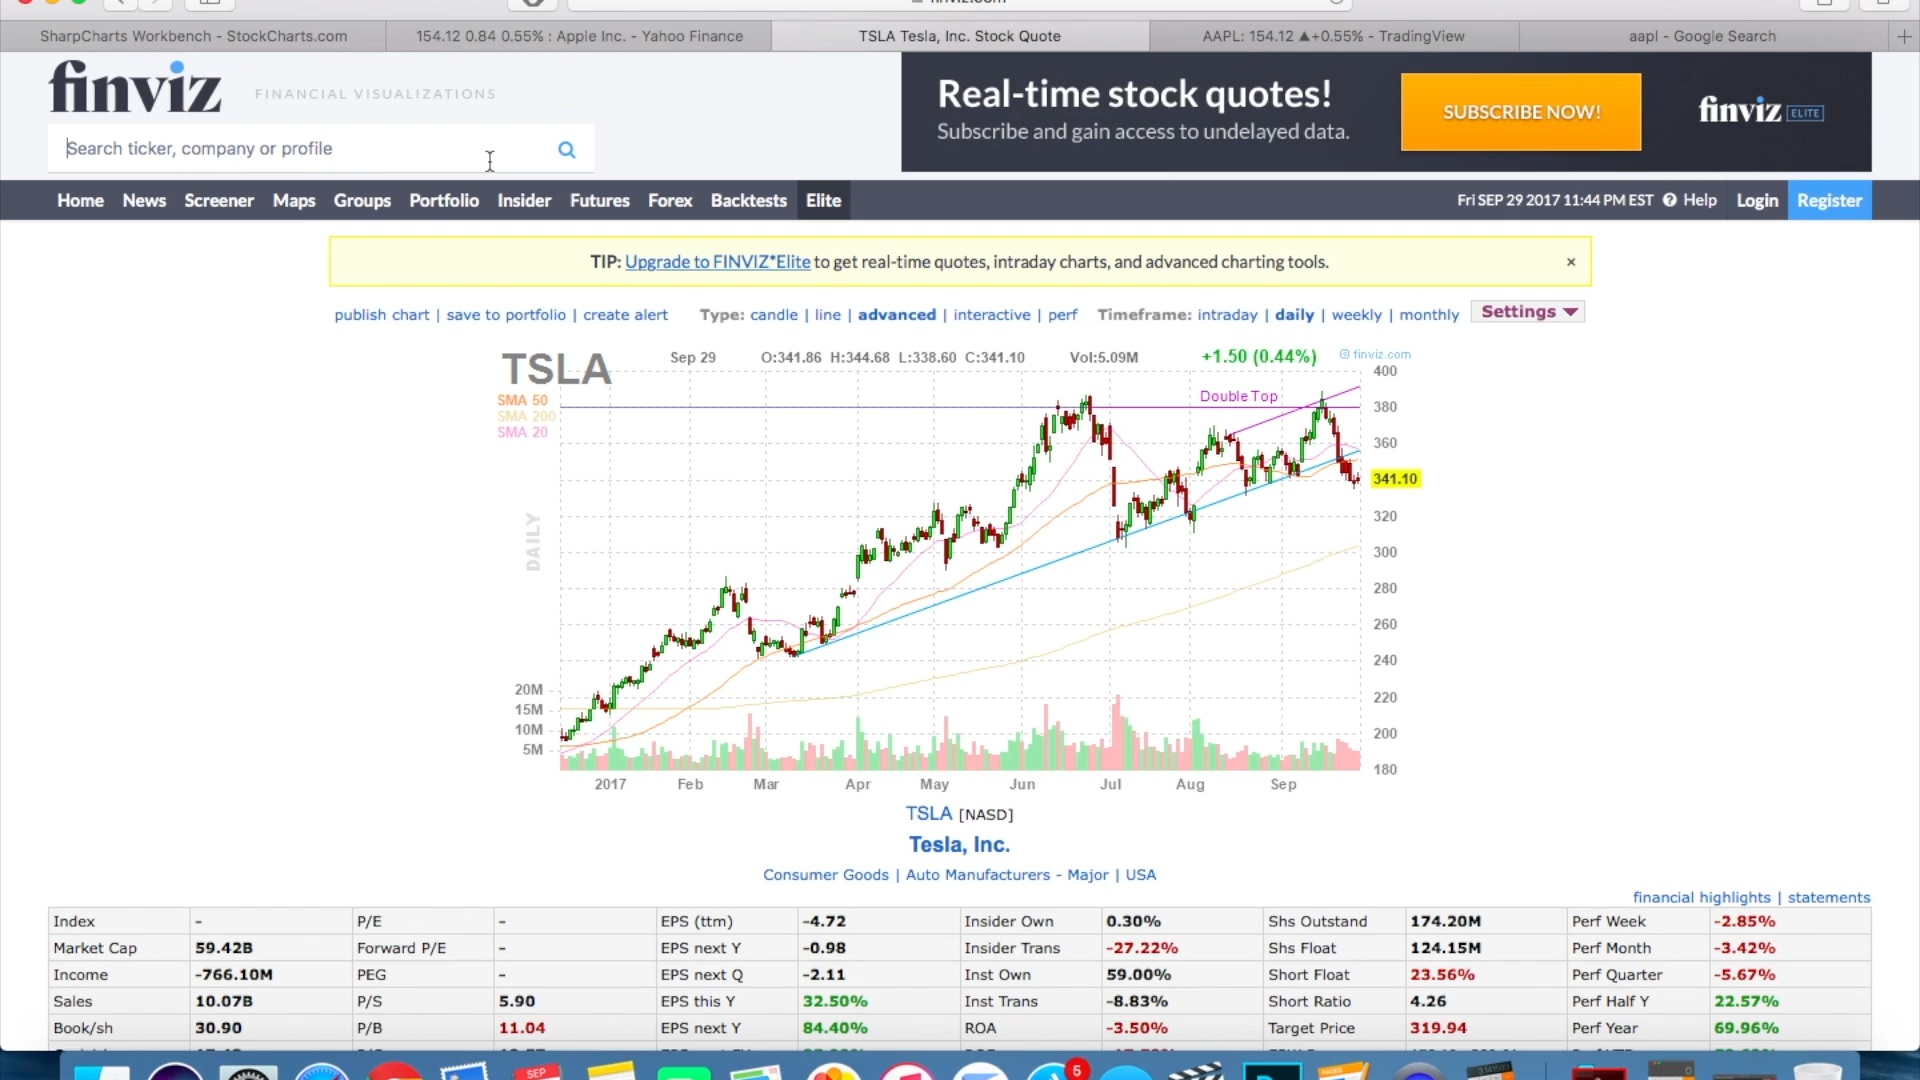 finviz.com
SharpCharts Workbench - StockCharts.com
154.12 0.84 0.55% : Apple Inc. - Yahoo Finance
TSLA Tesla, Inc. Stock Quote
AAPL: 154.12 ▲+0.55% - TradingView
aapl - Google Search
finviz FINANCIAL VISUALIZATIONS
Real-time stock quotes!
Subscribe and gain access to undelayed data.
SUBSCRIBE NOW!
finviz ELITE
Search ticker, company or profile
Home News Screener Maps Groups Portfolio Insider Futures Forex Backtests Elite
Fri SEP 29 2017 11:44 PM EST ? Help Login Register
TIP: Upgrade to FINVIZ*Elite to get real-time quotes, intraday charts, and advanced charting tools. ×
publish chart | save to portfolio | create alert Type: candle | line | advanced | interactive | perf Timeframe: intraday | daily | weekly | monthly Settings
TSLA Sep 29 O:341.86 H:344.68 L:338.60 C:341.10 Vol:5.09M +1.50 (0.44%) © finviz.com
SMA 50
SMA 200
SMA 20
Double Top
DAILY
400
380
360
341.10
320
300
280
260
240
220
200
180
20M
15M
10M
5M
2017 Feb Mar Apr May Jun Jul Aug Sep
TSLA [NASD]
Tesla, Inc.
Consumer Goods | Auto Manufacturers - Major | USA
financial highlights | statements
Index - P/E - EPS (ttm) -4.72 Insider Own 0.30% Shs Outstand 174.20M Perf Week -2.85%
Market Cap 59.42B Forward P/E - EPS next Y -0.98 Insider Trans -27.22% Shs Float 124.15M Perf Month -3.42%
Income -766.10M PEG - EPS next Q -2.11 Inst Own 59.00% Short Float 23.56% Perf Quarter -5.67%
Sales 10.07B P/S 5.90 EPS this Y 32.50% Inst Trans -8.83% Short Ratio 4.26 Perf Half Y 22.57%
Book/sh 30.90 P/B 11.04 EPS next Y 84.40% ROA -3.50% Target Price 319.94 Perf Year 69.96%
SEP
5
PAGES